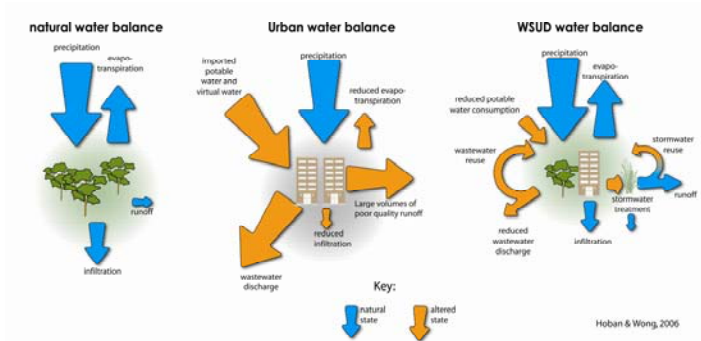 natural water balance
Urban water balance
WSUD water balance
precipitation
evapo-
transpiration
runoff
infiltration
imported
potable
water and
virtual water
precipitation
reduced evapo-
transpiration
Large volumes of
poor quality runoff
reduced
infiltration
wastewater
discharge
precipitation
evapo-
transpiration
reduced potable
water consumption
wastewater
reuse
stormwater
reuse
runoff
stormwater
treatment
infiltration
reduced
wastewater
discharge
Key:
natural
state
altered
state
Hoban & Wong, 2006